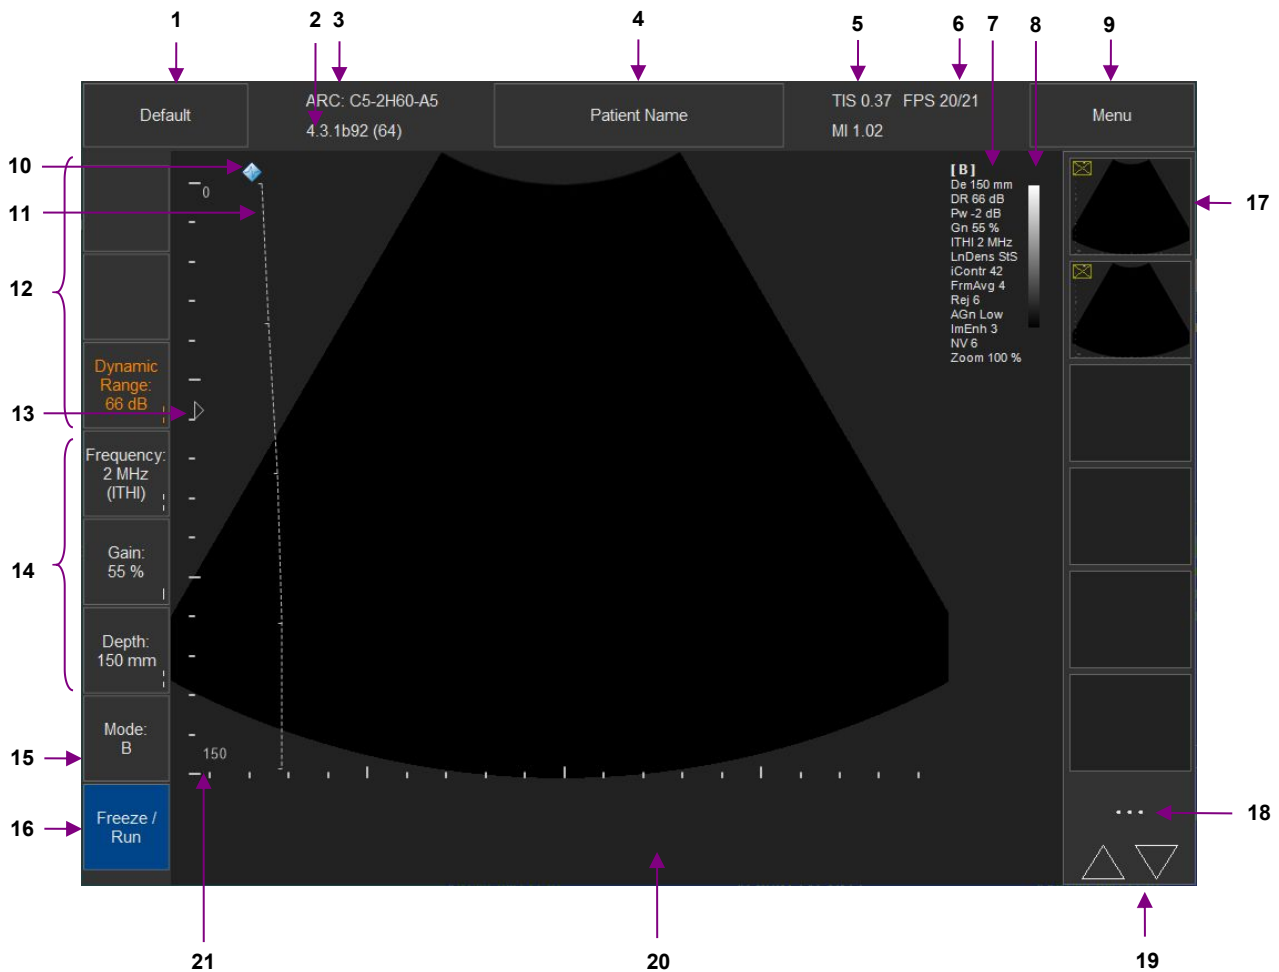 1 2 3 4 5 6 7 8 9
Default
ARC: C5-2H60-A5
4.3.1b92 (64)
Patient Name
TIS 0.37 FPS 20/21
MI 1.02
Menu
10
11
12
13
14
15
16
0
150
Dynamic
Range:
66 dB
Frequency:
2 MHz
(ITHI)
Gain:
55 %
Depth:
150 mm
Mode:
B
Freeze /
Run
[B]
De 150 mm
DR 66 dB
Pw -2 dB
Gn 55 %
ITHI 2 MHz
LnDens StS
iContr 42
FrmAvg 4
Rej 6
AGn Low
ImEnh 3
NV 6
Zoom 100 %
17
18
21 20 19